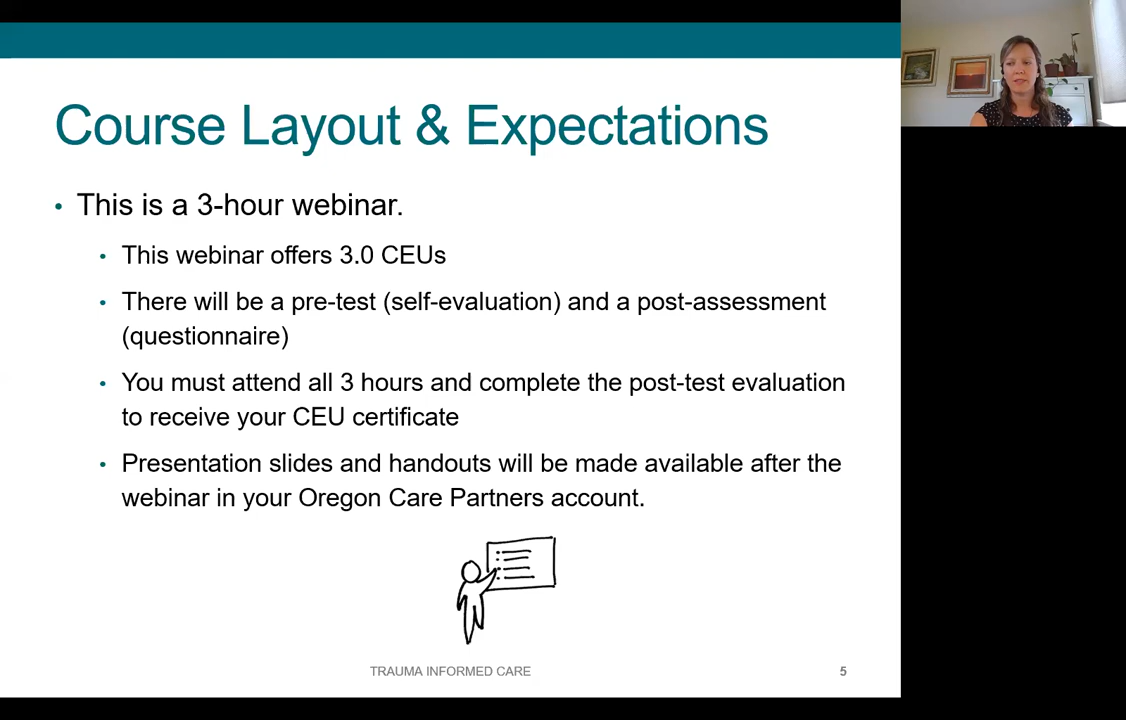 Course Layout & Expectations
• This is a 3-hour webinar.
• This webinar offers 3.0 CEUs
• There will be a pre-test (self-evaluation) and a post-assessment
(questionnaire)
• You must attend all 3 hours and complete the post-test evaluation
to receive your CEU certificate
• Presentation slides and handouts will be made available after the
webinar in your Oregon Care Partners account.
TRAUMA INFORMED CARE
5